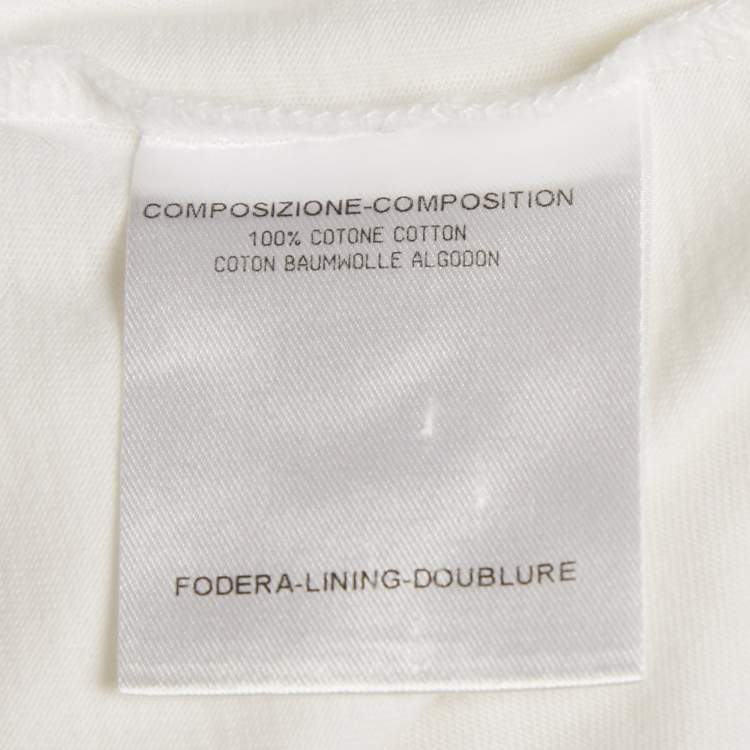 COMPOSIZIONE-COMPOSITION
100% COTONE COTTON
COTON BAUMWOLLE ALGODON
FODERA-LINING-DOUBLURE